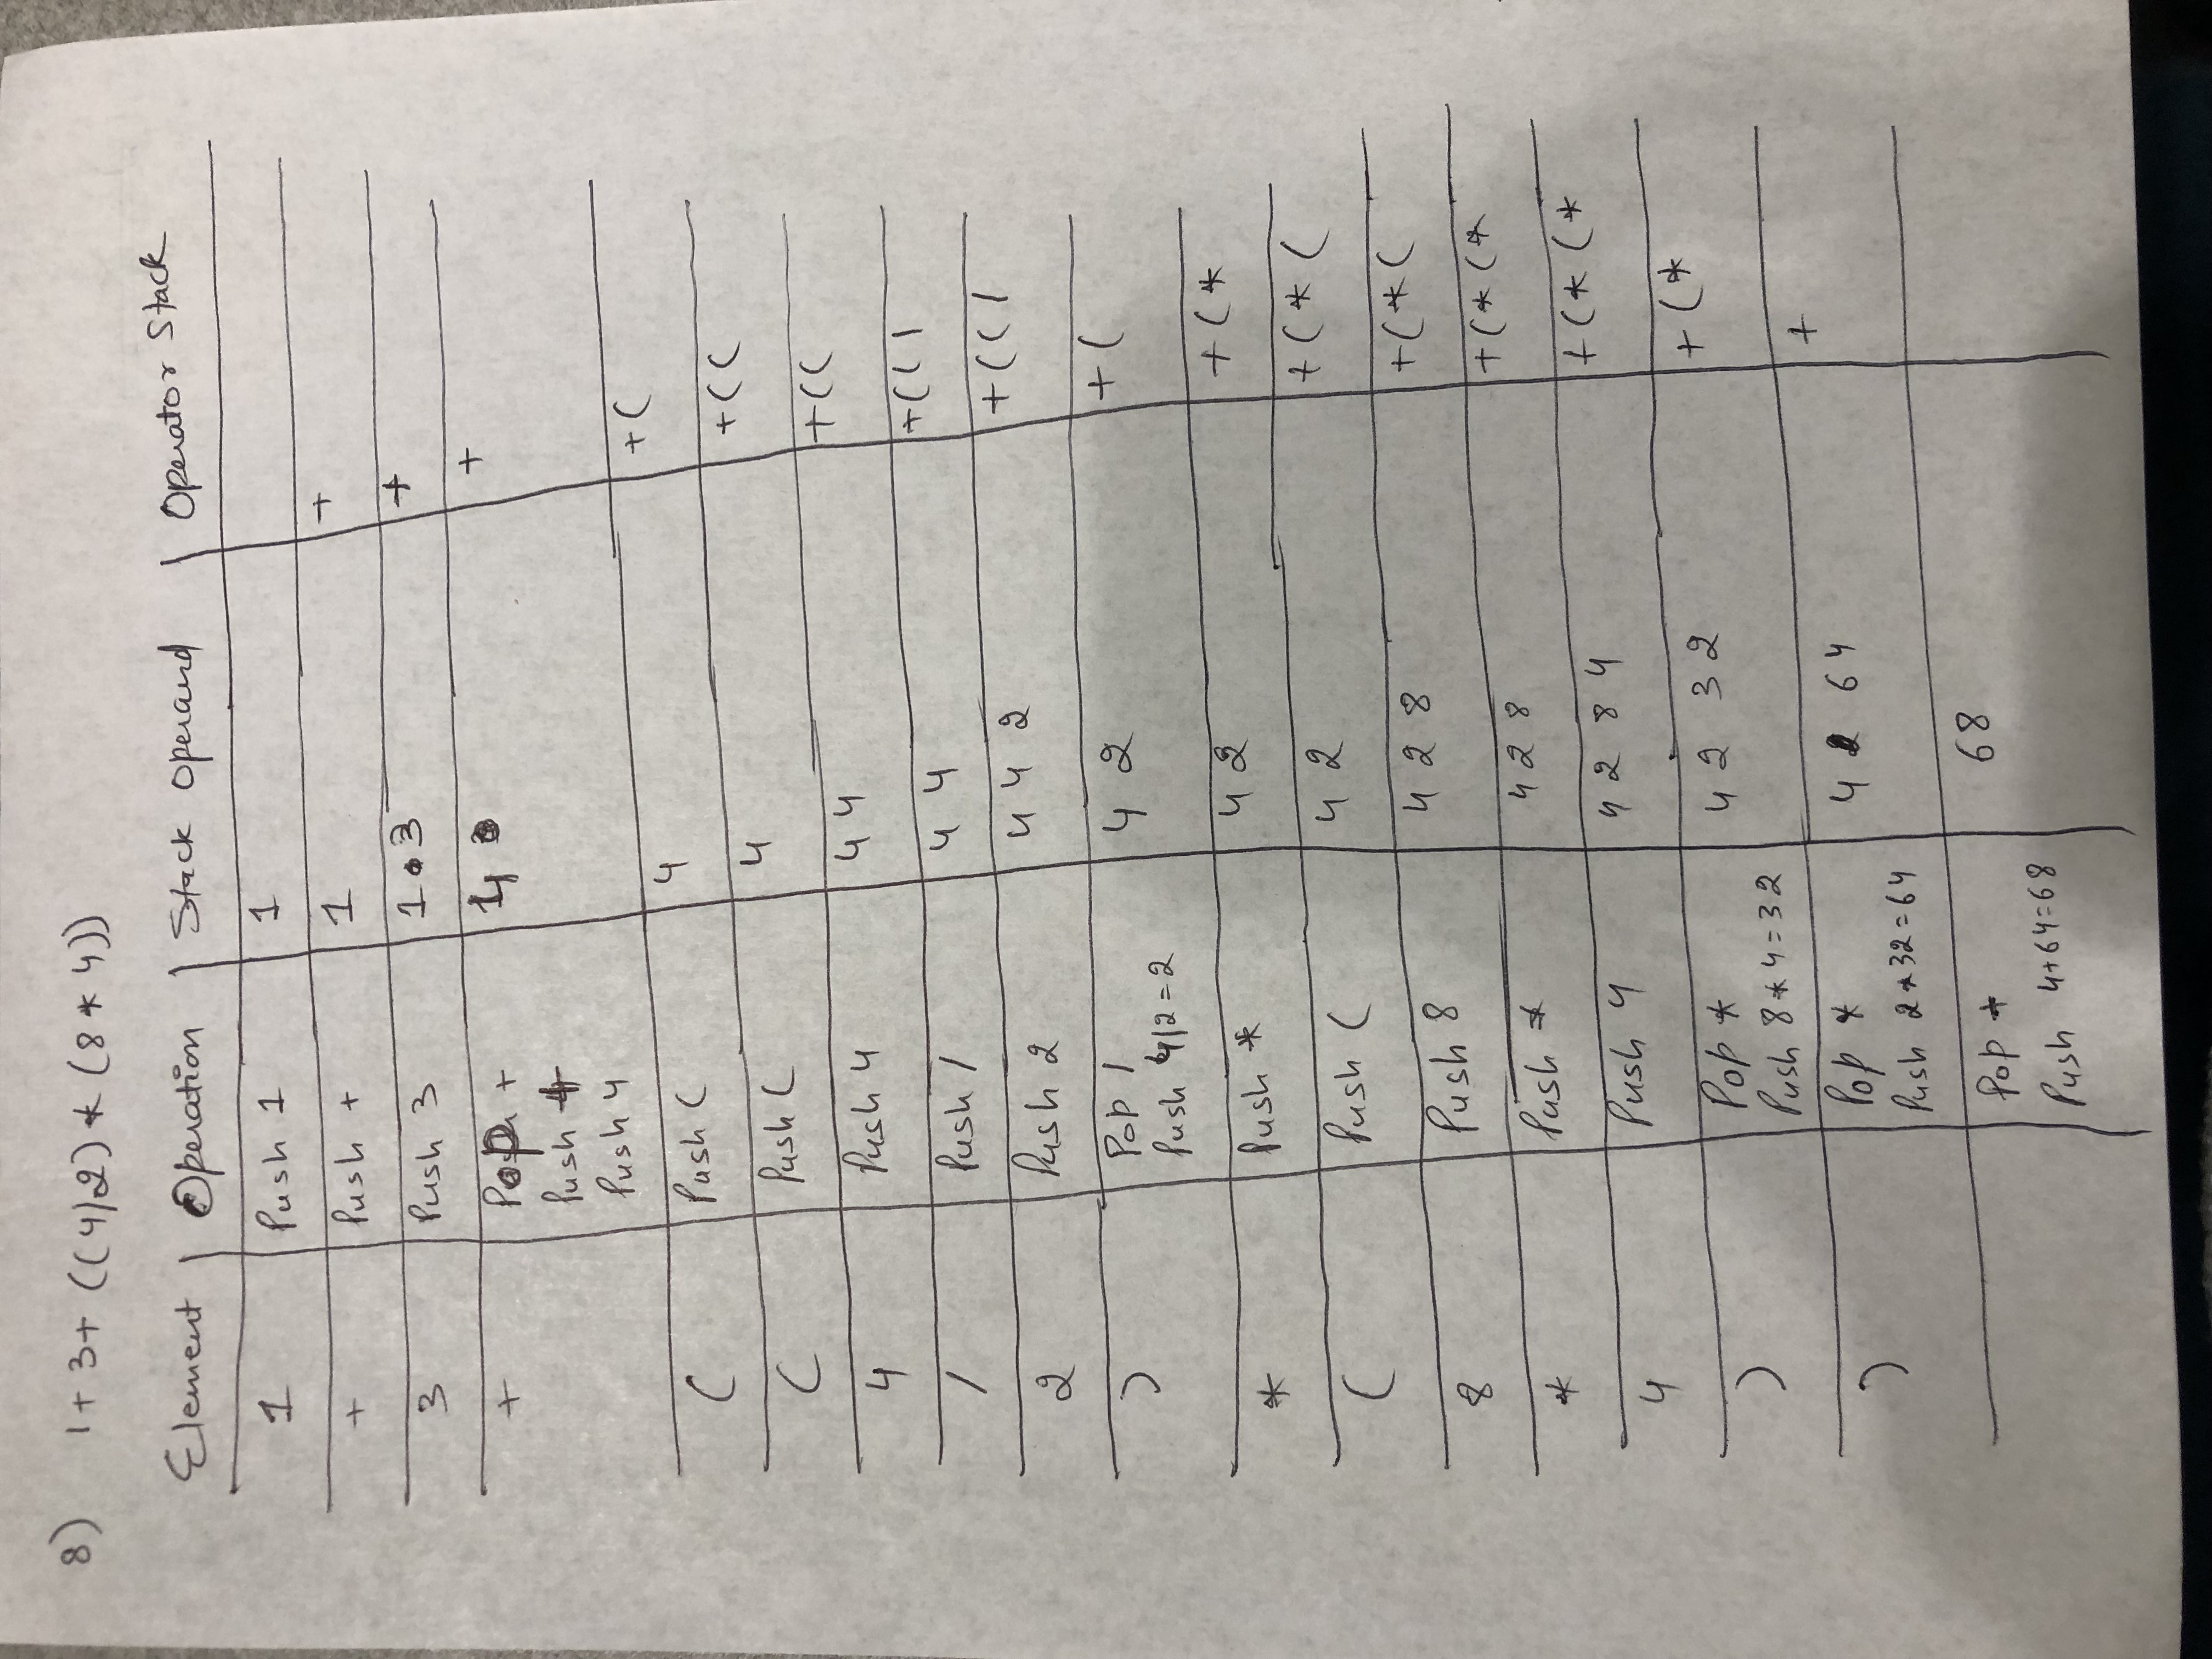 8) 1 + 3 + ((4/2) * (8 * 4))
Element Operation Stack Operand Operator Stack
1 Push 1 1
+ Push + 1 +
3 Push 3 1 3 +
+ Pop + 4 +
Push +
Push 4
( Push ( 4 +(
( Push ( 4 +((
4 Push 4 4 4 +((
/ Push / 4 4 +((/
2 Push 2 4 4 2 +((/
) Pop / 4 2 +(
Push 4/2=2
* Push * 4 2 +(*
( Push ( 4 2 +(*(
8 Push 8 4 2 8 +(*(
* Push * 4 2 8 +(*(*
4 Push 4 4 2 8 4 +(*(*
) Pop * 4 2 32 +(*
Push 8*4=32
) Pop * 4 64 +
Push 2*32=64
Pop + 68
Push 4+64=68